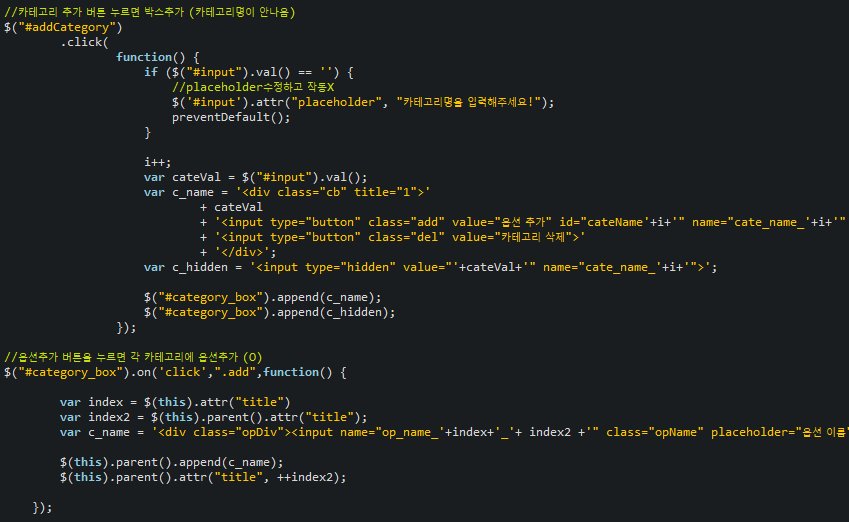 //카테고리 추가 버튼 누르면 박스추가 (카테고리명이 안나옴)
$("#addCategory")
        .click(
                function() {
                    if ($("#input").val() == '') {
                        //placeholder수정하고 작동X
                        $('#input').attr("placeholder", "카테고리명을 입력해주세요!");
                        preventDefault();
                    }

                    i++;
                    var cateVal = $("#input").val();
                    var c_name = '<div class="cb" title="1">'
                            + cateVal
                            + '<input type="button" class="add" value="옵션 추가" id="cateName'+i+'" name="cate_name_'+i+'"
                            + '<input type="button" class="del" value="카테고리 삭제">'
                            + '</div>';
                    var c_hidden = '<input type="hidden" value="'+cateVal+'" name="cate_name_'+i+'">';

                    $("#category_box").append(c_name);
                    $("#category_box").append(c_hidden);
                });

//옵션추가 버튼을 누르면 각 카테고리에 옵션추가 (O)
$("#category_box").on('click',".add",function() {

        var index = $(this).attr("title")
        var index2 = $(this).parent().attr("title");
        var c_name = '<div class="opDiv"><input name="op_name_'+index+'_'+ index2 +'" class="opName" placeholder="옵션 이름"

        $(this).parent().append(c_name);
        $(this).parent().attr("title", ++index2);

    });